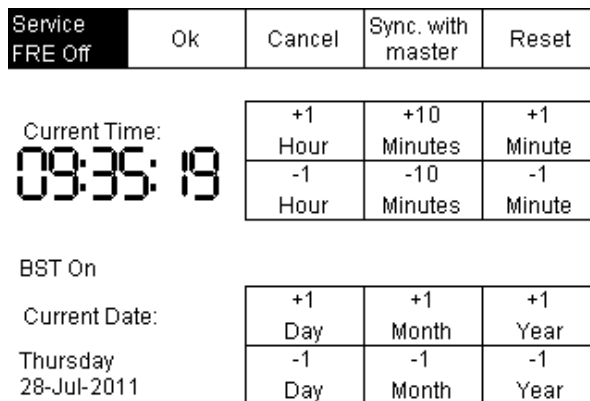 Service
FRE Off
Ok
Cancel
Sync. with
master
Reset
Current Time:
09:35:19
+1
Hour
+10
Minutes
+1
Minute
-1
Hour
-10
Minutes
-1
Minute
BST On
Current Date:
Thursday
28-Jul-2011
+1
Day
+1
Month
+1
Year
-1
Day
-1
Month
-1
Year